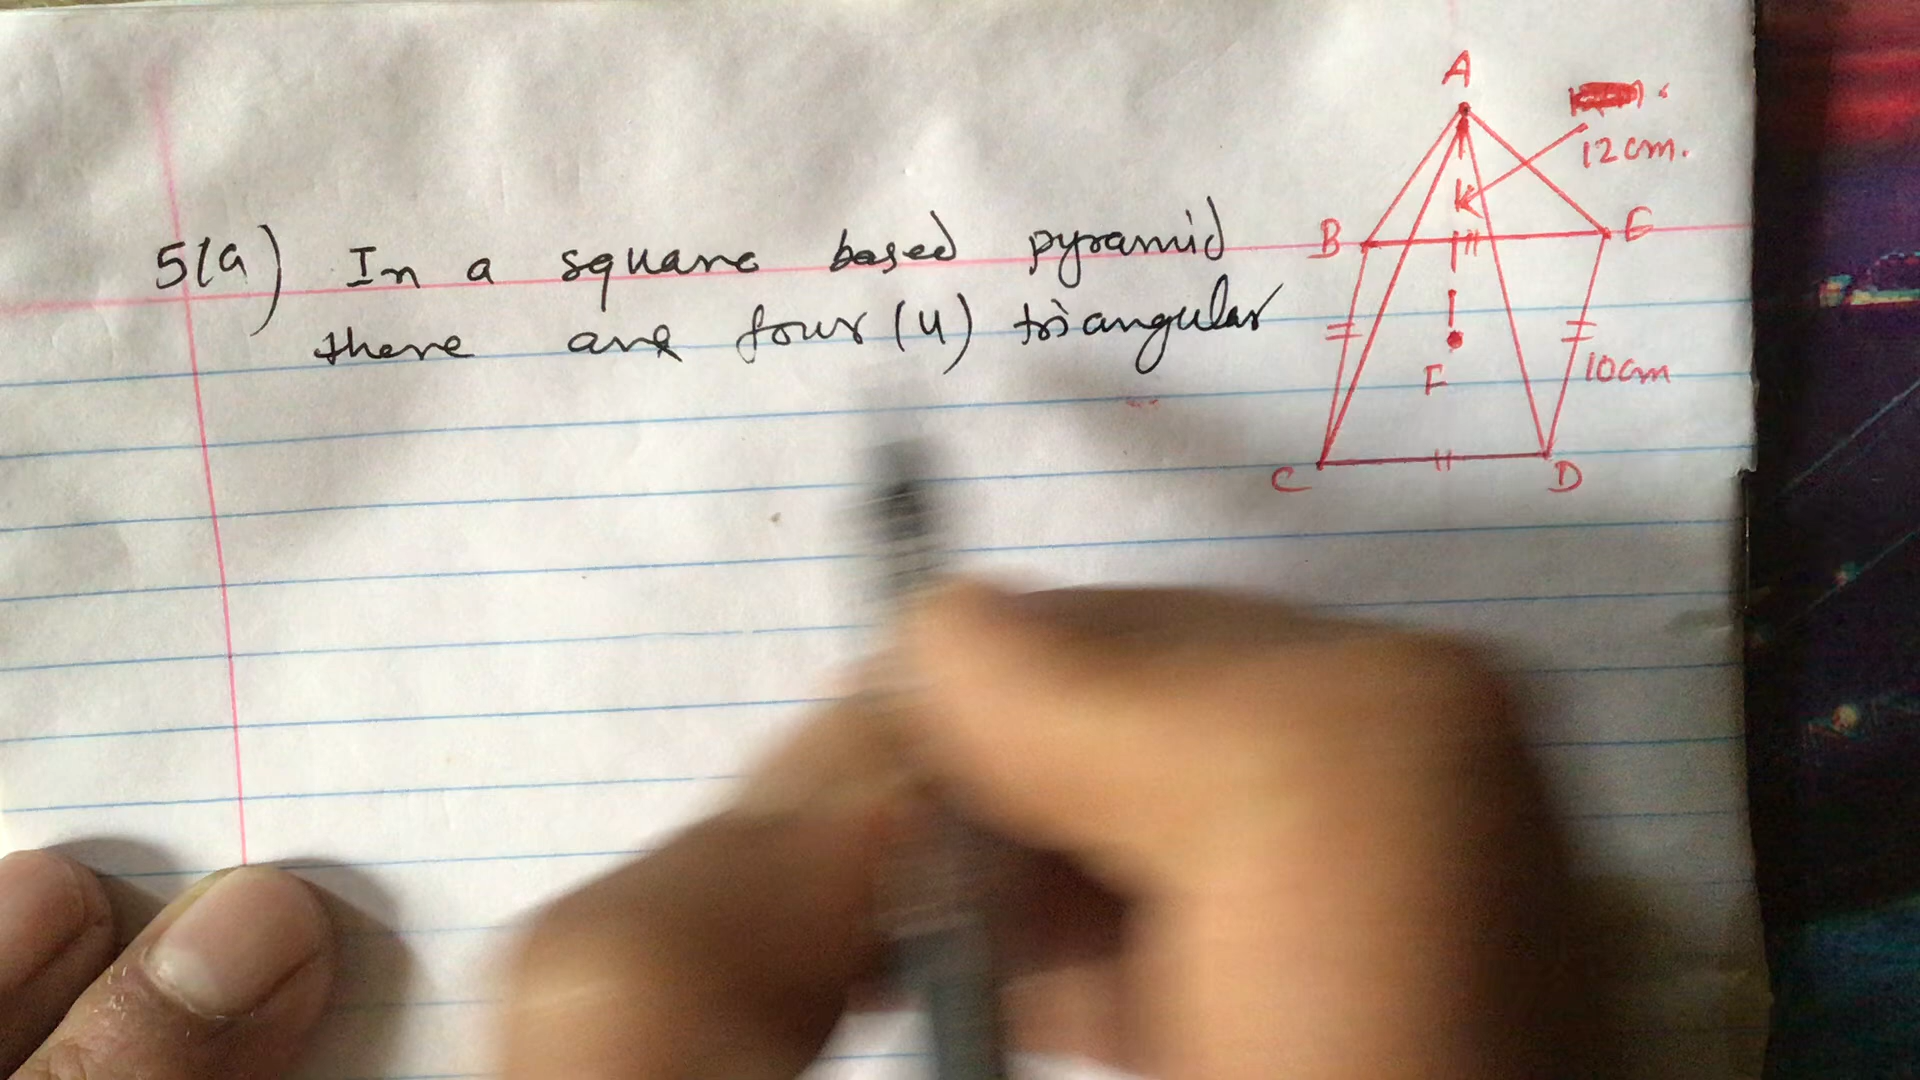 A
12cm.
B
E
5(a) In a square based pyramid
there are four (4) triangular
F
10cm
C
D